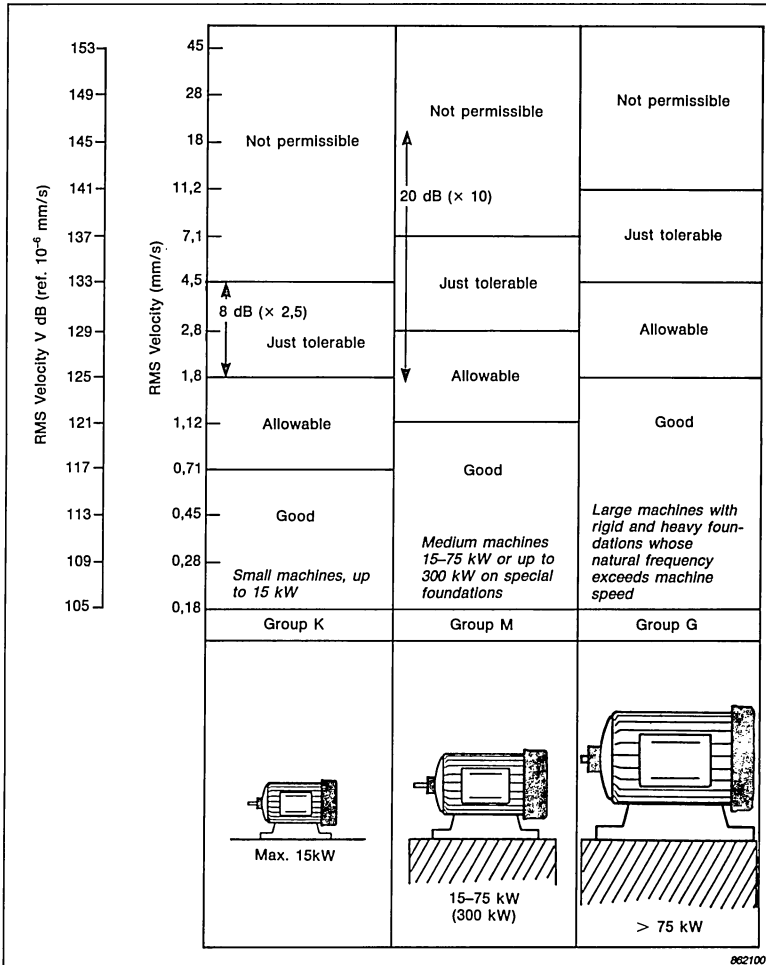 RMS Velocity V dB (ref. 10⁻⁶ mm/s)
153
149
145
141
137
133
129
125
121
117
113
109
105
RMS Velocity (mm/s)
45
28
18
11,2
7,1
4,5
2,8
1,8
1,12
0,71
0,45
0,28
0,18
Not permissible
8 dB (× 2,5)
Just tolerable
Allowable
Good
Small machines, up
to 15 kW
Group K
Not permissible
20 dB (× 10)
Just tolerable
Allowable
Good
Medium machines
15–75 kW or up to
300 kW on special
foundations
Group M
Not permissible
Just tolerable
Allowable
Good
Large machines with
rigid and heavy foun-
dations whose
natural frequency
exceeds machine
speed
Group G
Max. 15kW
15–75 kW
(300 kW)
> 75 kW
862100